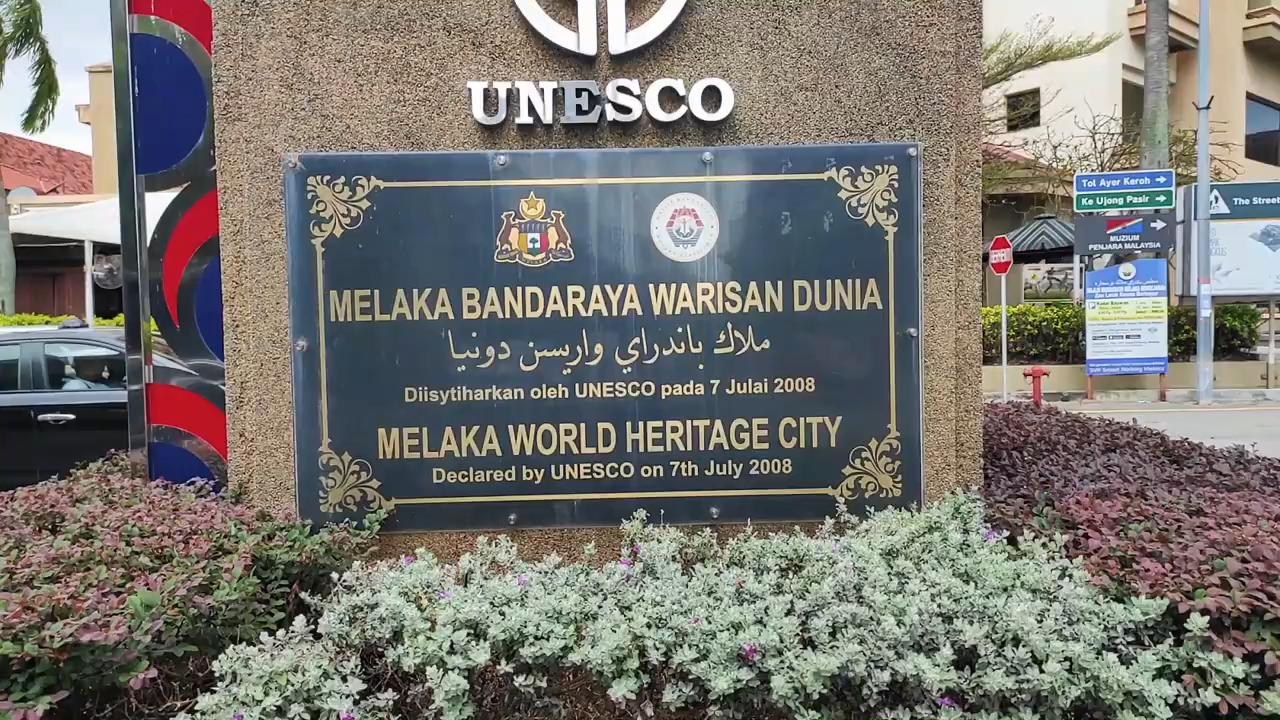 UNESCO
MELAKA BANDARAYA WARISAN DUNIA
ملاك باندراي واريسن دونيا
Diisytiharkan oleh UNESCO pada 7 Julai 2008
MELAKA WORLD HERITAGE CITY
Declared by UNESCO on 7th July 2008
Tol Ayer Keroh
Ke Ujong Pasir
MUZIUM
PENJARA MALAYSIA
The Street